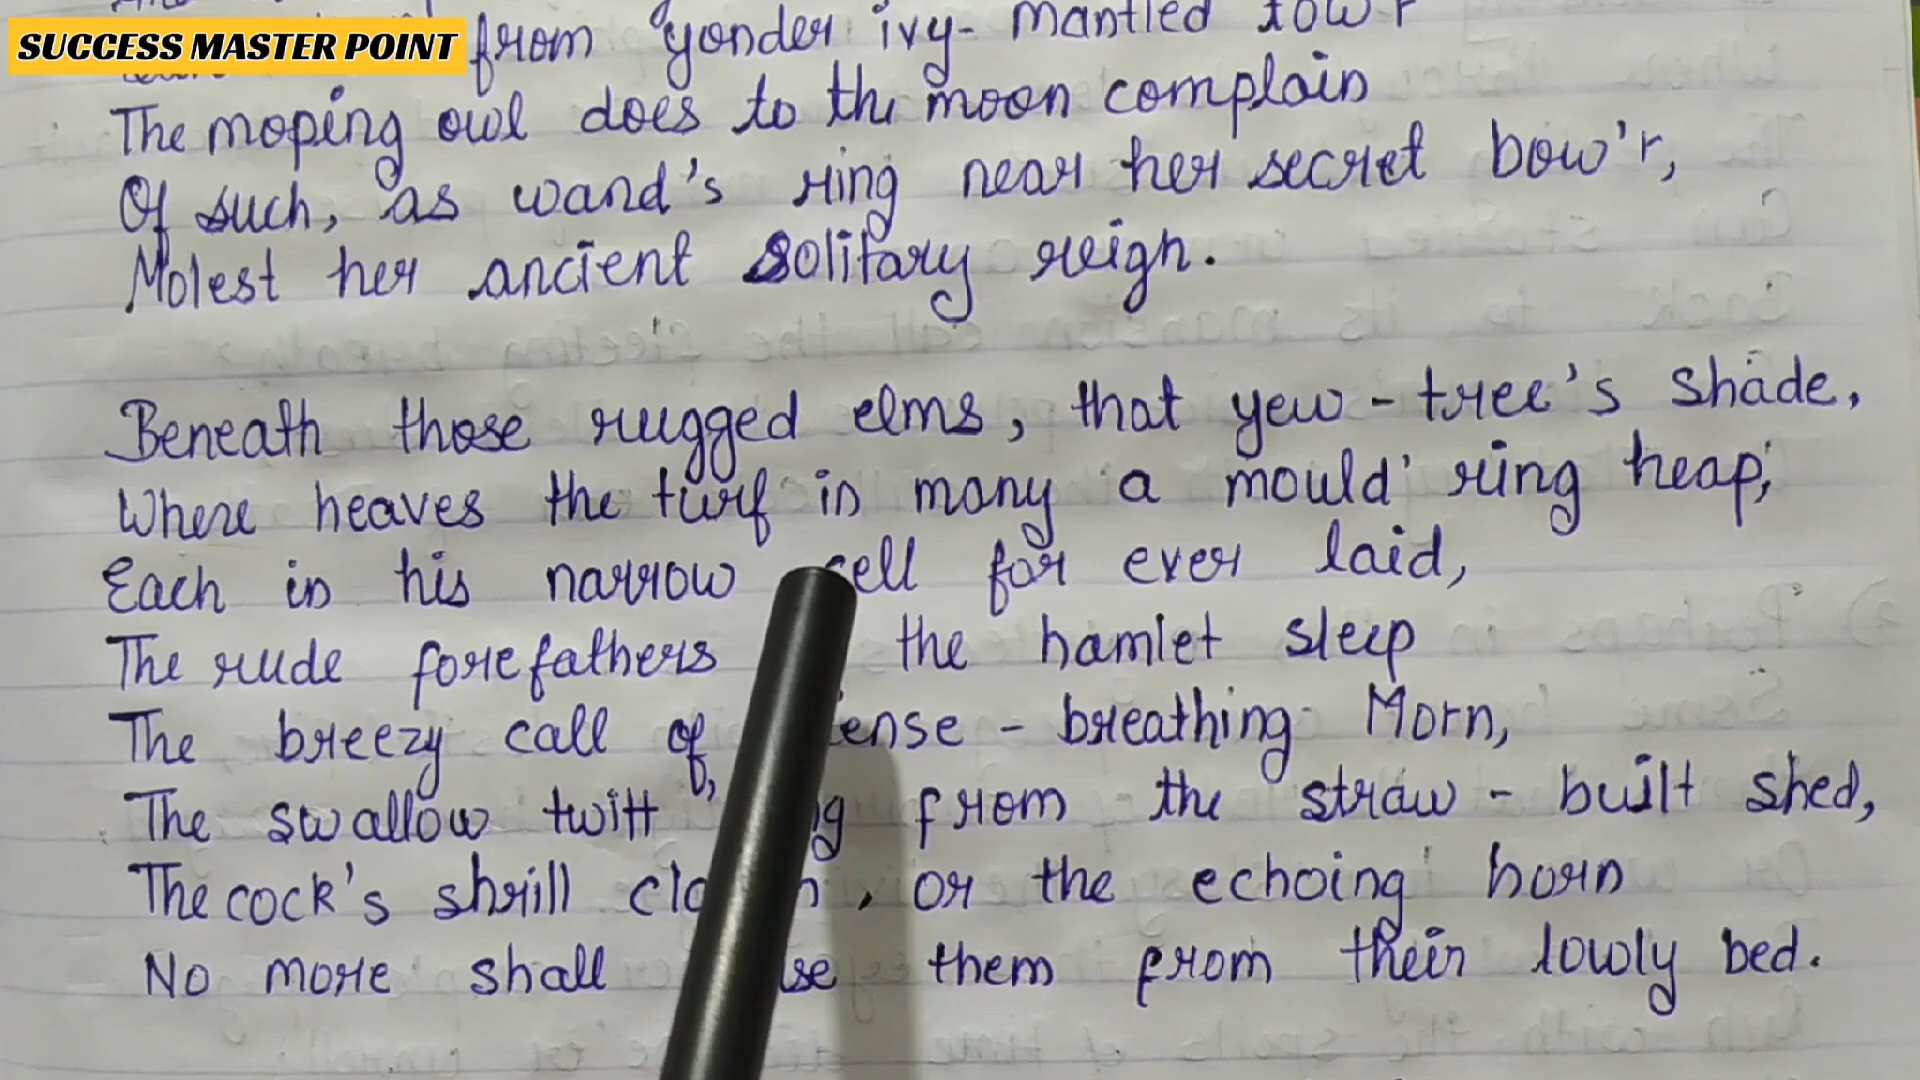 SUCCESS MASTER POINT
from yonder ivy- mantled tow'r
The moping owl does to the moon complain
Of such, as wand's ring near her secret bow'r,
Molest her ancient solitary reign.
Beneath those rugged elms, that yew-tree's shade,
Where heaves the turf in many a mould' ring heap;
Each in his narrow cell for ever laid,
The rude forefathers the hamlet sleep
The breezy call of ense - breathing Morn,
The swallow twitt' g from the straw - built shed,
The cock's shrill cla n, or the echoing horn
No more shall se them from their lowly bed.